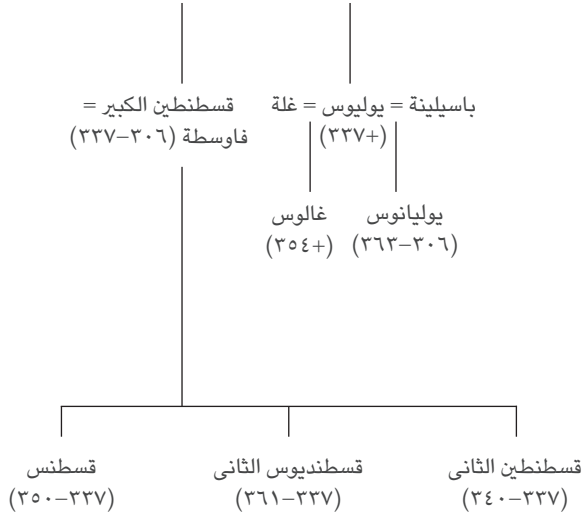 باسيلينة = يوليوس = غلة
(+٣٣٧)
قسطنطين الكبير =
فاوسطة (٣٠٦–٣٣٧)
يوليانوس
(٣٠٦–٣٦٣)
غالوس
(+٣٥٤)
قسطنطين الثانى
(٣٣٧–٣٤٠)
قسطنديوس الثانى
(٣٣٧–٣٦١)
قسطنس
(٣٣٧–٣٥٠)